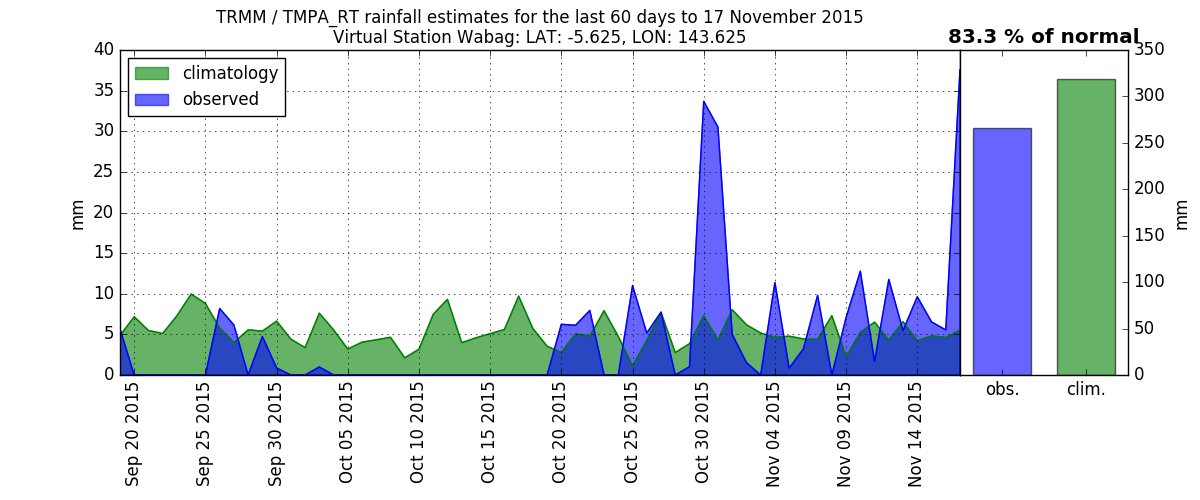 TRMM / TMPA_RT rainfall estimates for the last 60 days to 17 November 2015
Virtual Station Wabag: LAT: -5.625, LON: 143.625
83.3 % of normal
climatology
observed
mm
40
35
30
25
20
15
10
5
0
350
300
250
200
150
100
50
0
mm
Sep 20 2015
Sep 25 2015
Sep 30 2015
Oct 05 2015
Oct 10 2015
Oct 15 2015
Oct 20 2015
Oct 25 2015
Oct 30 2015
Nov 04 2015
Nov 09 2015
Nov 14 2015
obs.
clim.